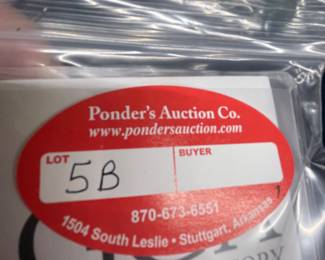 Ponder's Auction Co.
www.pondersauction.com
LOT
BUYER
5B
870-673-6551
1504 South Leslie • Stuttgart, Arkansas